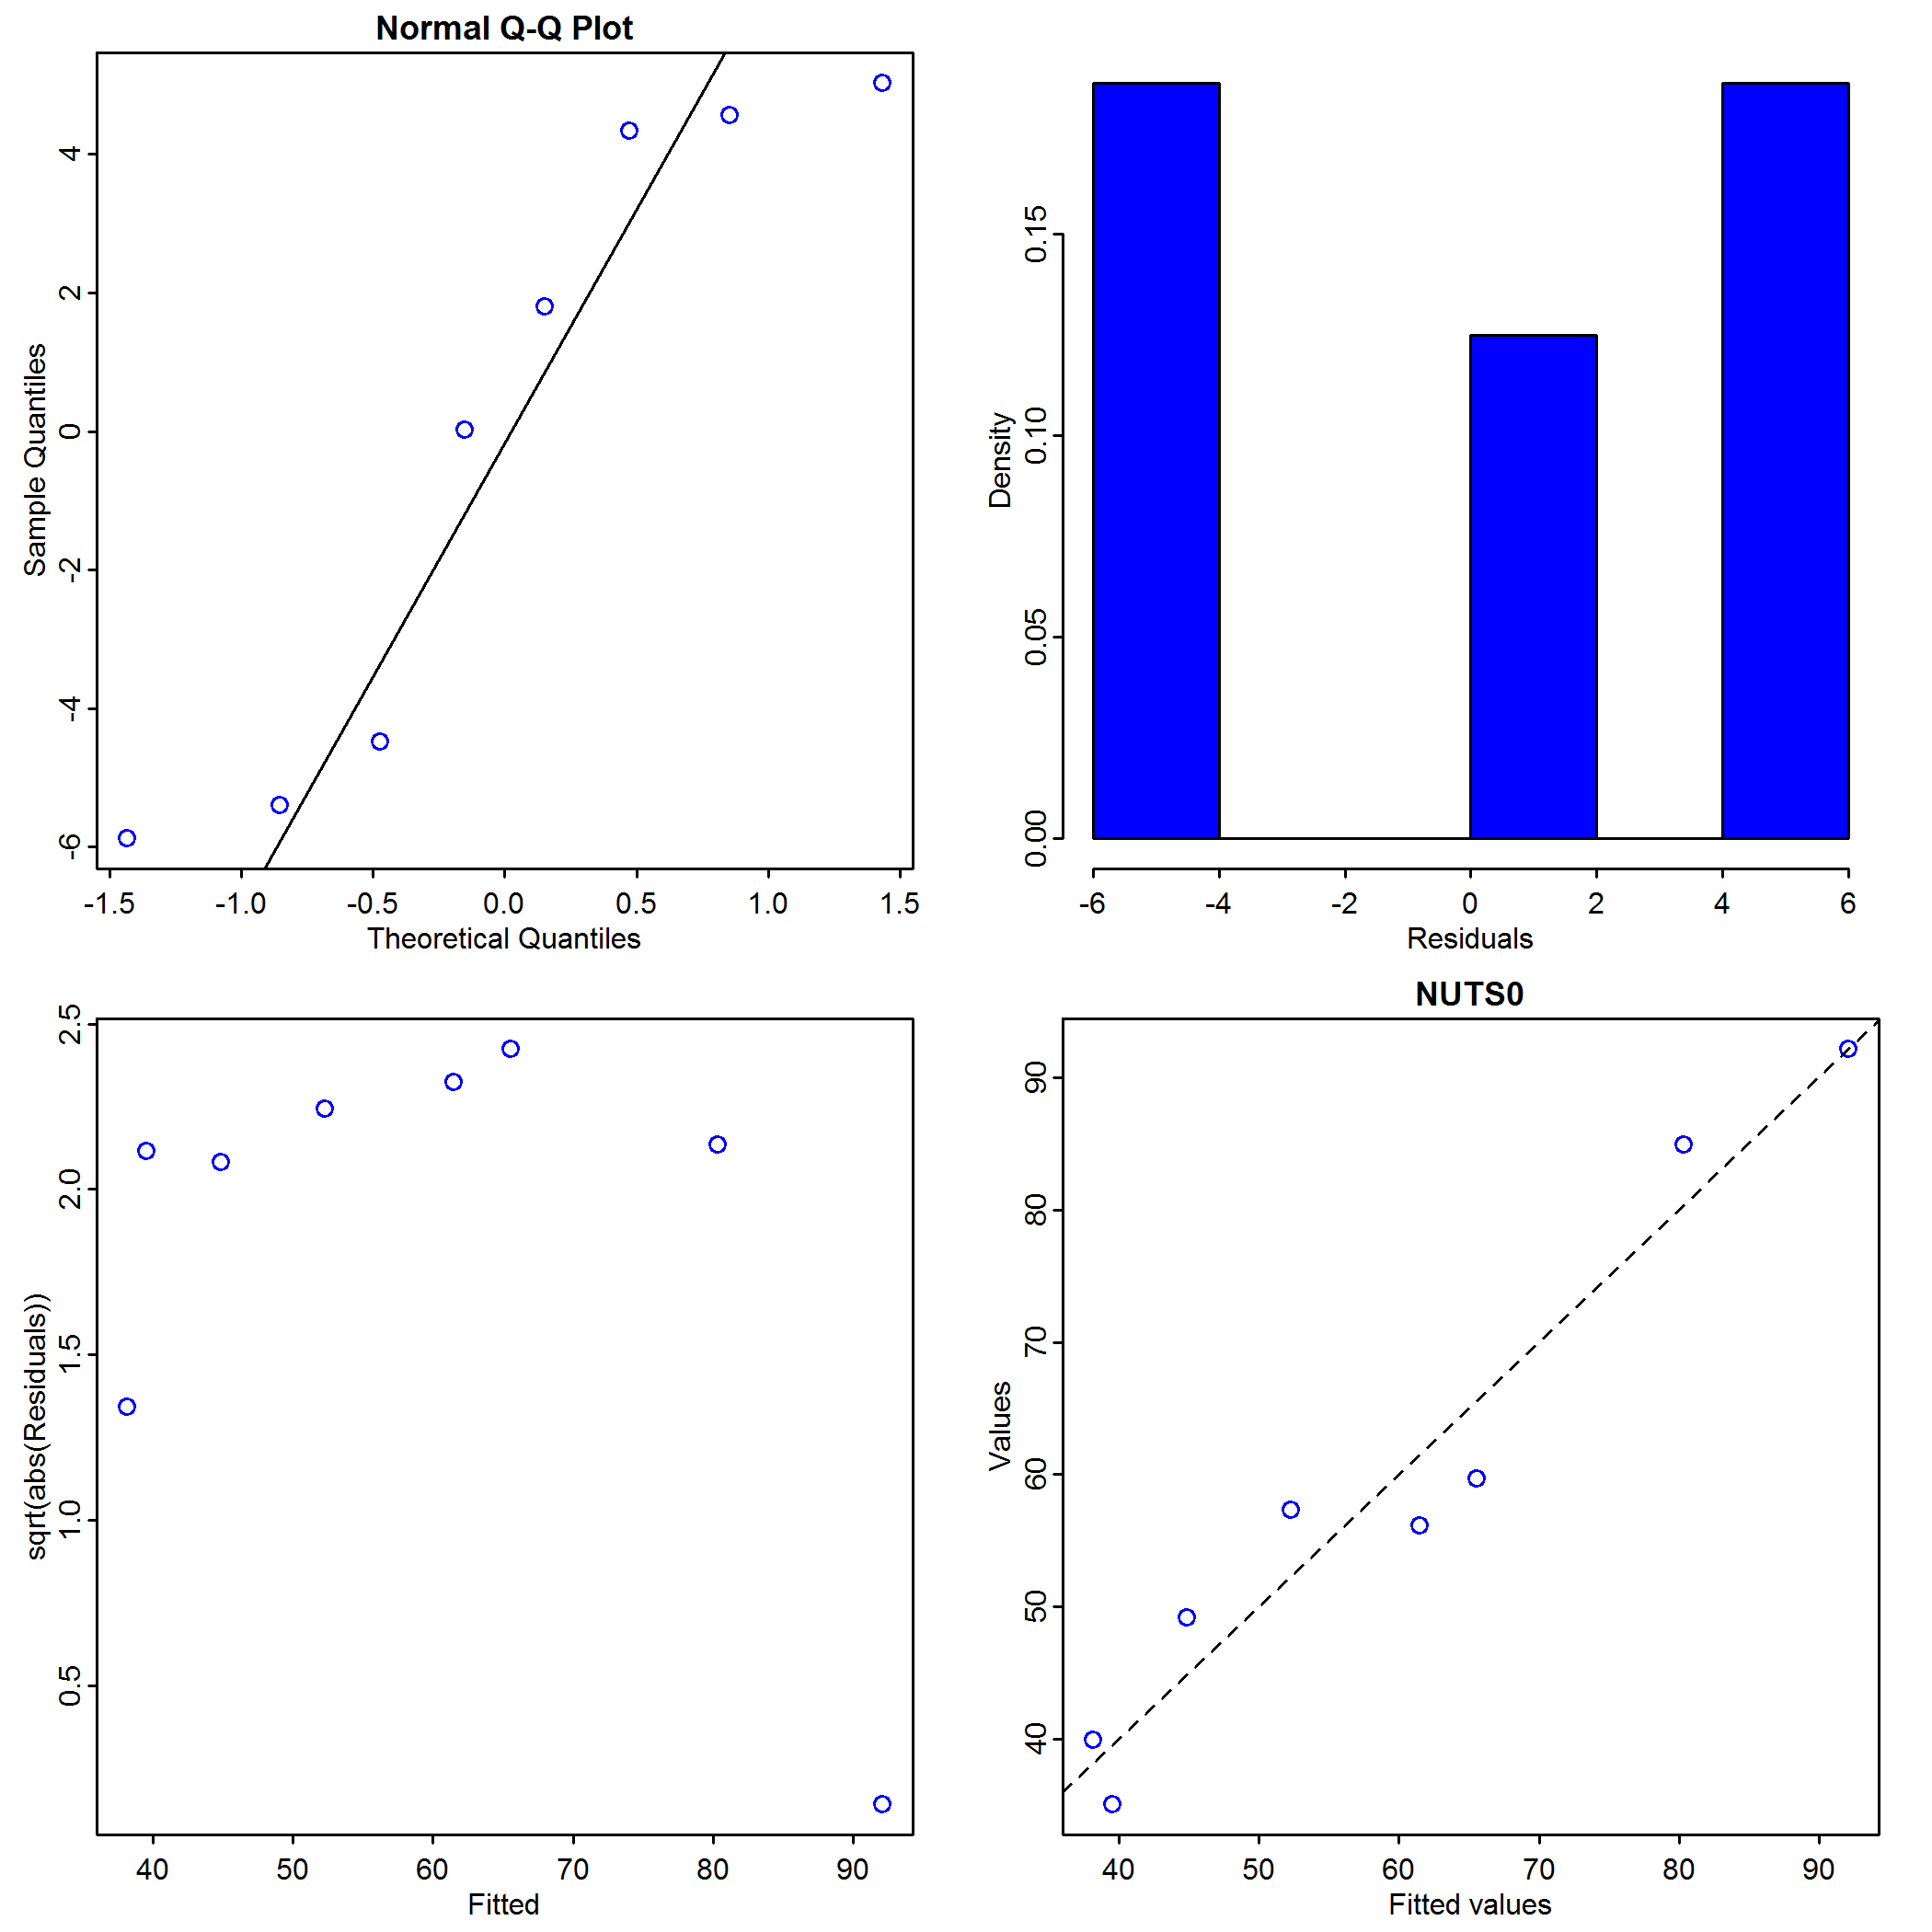 Normal Q-Q Plot
Sample Quantiles
4
2
0
-2
-4
-6
-1.5 -1.0 -0.5 0.0 0.5 1.0 1.5
Theoretical Quantiles
Density
0.15
0.10
0.05
0.00
-6 -4 -2 0 2 4 6
Residuals
sqrt(abs(Residuals))
2.5
2.0
1.5
1.0
0.5
40 50 60 70 80 90
Fitted
NUTS0
Values
90
80
70
60
50
40
40 50 60 70 80 90
Fitted values